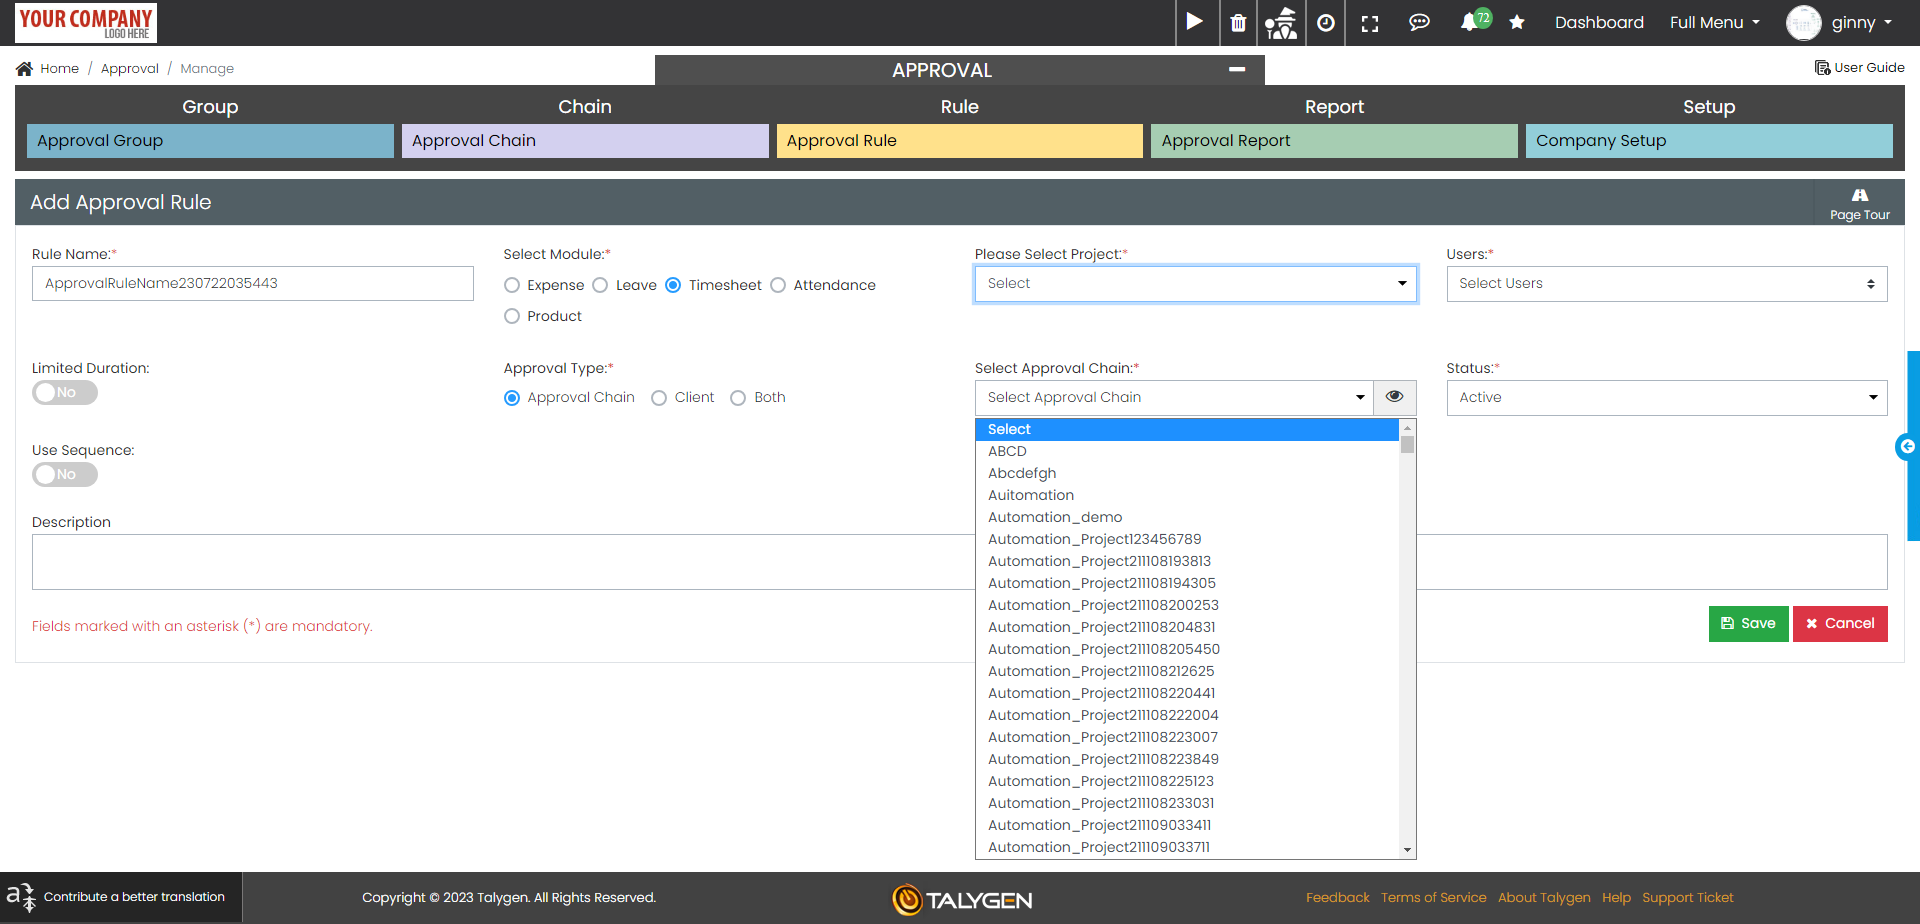 YOUR COMPANY
LOGO HERE
72
Dashboard
Full Menu
ginny
Home / Approval / Manage
APPROVAL
User Guide
Group
Chain
Rule
Report
Setup
Approval Group
Approval Chain
Approval Rule
Approval Report
Company Setup
Add Approval Rule
Page Tour
Rule Name:*
Select Module:*
Please Select Project:*
Users:*
ApprovalRuleName230722035443
Expense
Leave
Timesheet
Attendance
Product
Select
Select Users
Limited Duration:
Approval Type:*
Select Approval Chain:*
Status:*
No
Approval Chain
Client
Both
Select Approval Chain
Active
Use Sequence:
No
Description
Select
ABCD
Abcdefgh
Auitomation
Automation_demo
Automation_Project123456789
Automation_Project211108193813
Automation_Project211108194305
Automation_Project211108200253
Automation_Project211108204831
Automation_Project211108205450
Automation_Project211108212625
Automation_Project211108220441
Automation_Project211108222004
Automation_Project211108223007
Automation_Project211108223849
Automation_Project211108225123
Automation_Project211108233031
Automation_Project211109033411
Automation_Project211109033711
Fields marked with an asterisk (*) are mandatory.
Save
Cancel
Contribute a better translation
Copyright © 2023 Talygen. All Rights Reserved.
TALYGEN
Feedback
Terms of Service
About Talygen
Help
Support Ticket